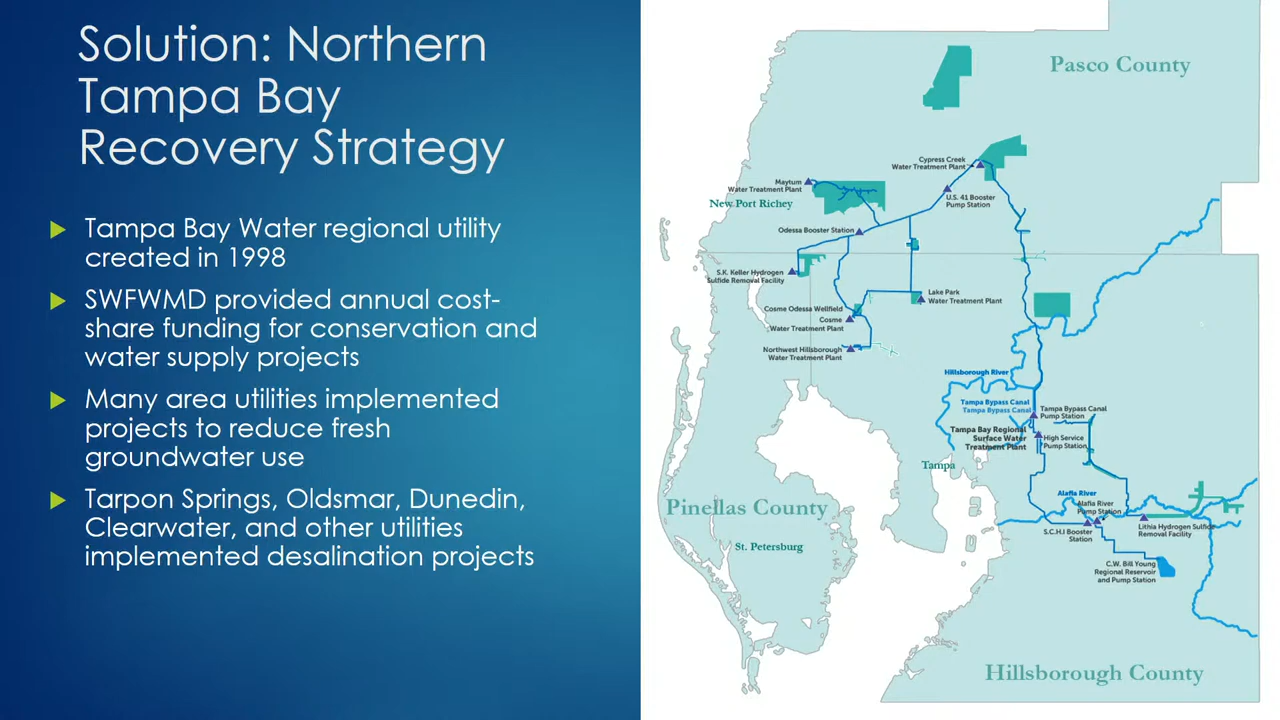 Solution: Northern
Tampa Bay
Recovery Strategy
Tampa Bay Water regional utility
created in 1998
SWFWMD provided annual cost-
share funding for conservation and
water supply projects
Many area utilities implemented
projects to reduce fresh
groundwater use
Tarpon Springs, Oldsmar, Dunedin,
Clearwater, and other utilities
implemented desalination projects
Pasco County
Cypress Creek
Water Treatment Plant
Maytum
Water Treatment Plant
U.S. 41 Booster
Pump Station
New Port Richey
Odessa Booster Station
S.K. Keller Hydrogen
Sulfide Removal Facility
Lake Park
Water Treatment Plant
Cosme Odessa Wellfield
Cosme
Water Treatment Plant
Northwest Hillsborough
Water Treatment Plant
Hillsborough River
Tampa Bypass Canal
Tampa Bypass Canal
Tampa Bypass Canal
Pump Station
Tampa Bay Regional
Surface Water
Treatment Plant
High Service
Pump Station
Tampa
Alafia River
Alafia River
Pump Station
Pinellas County
S.C.H.I Booster
Station
Lithia Hydrogen Sulfide
Removal Facility
St. Petersburg
C.W. Bill Young
Regional Reservoir
and Pump Station
Hillsborough County